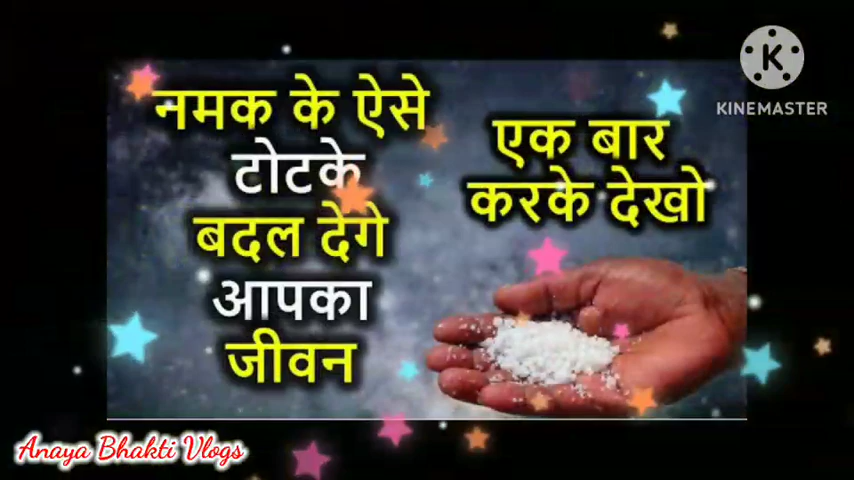 नमक के ऐसे
टोटके
बदल देगे
आपका
जीवन
एक बार
करके देखो
K
KINEMASTER
Anaya Bhakti Vlogs